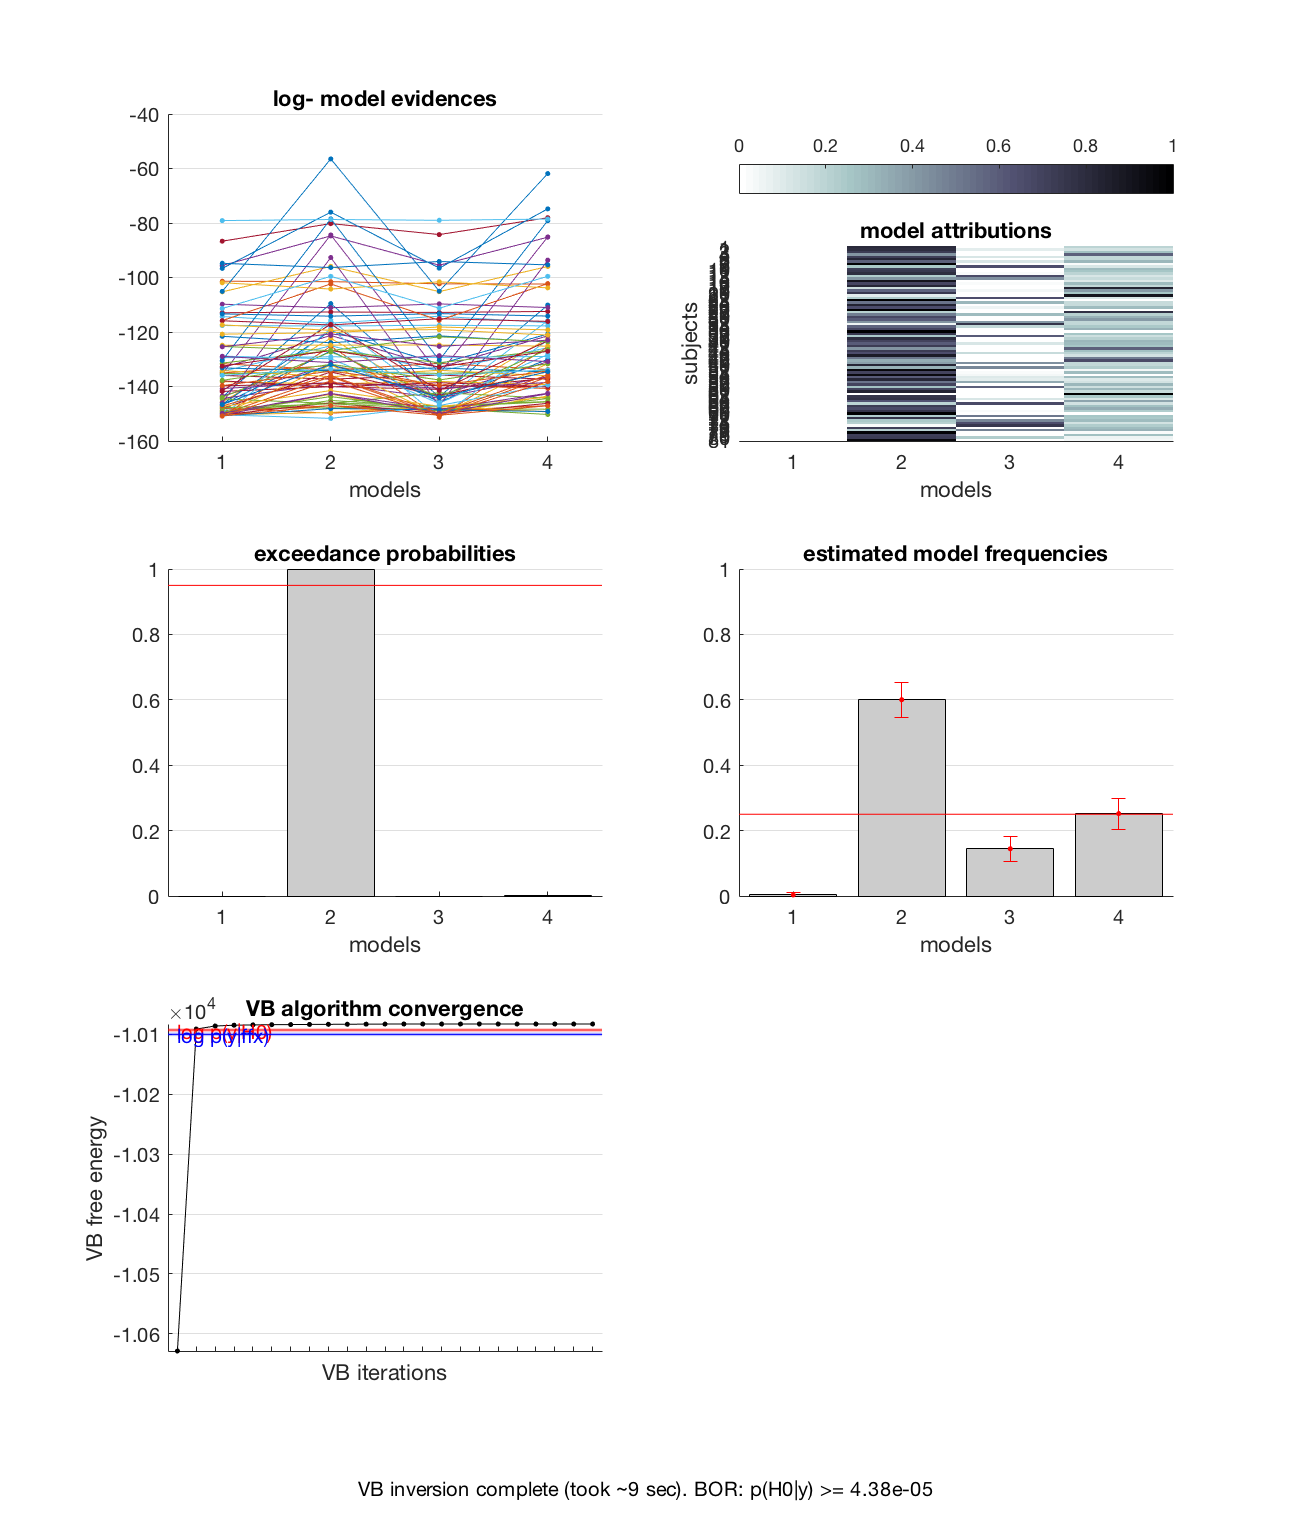 log- model evidences
-40
-60
-80
-100
-120
-140
-160
1 2 3 4
models
0 0.2 0.4 0.6 0.8 1
model attributions
subjects
1 2 3 4
models
exceedance probabilities
1
0.8
0.6
0.4
0.2
0
1 2 3 4
models
estimated model frequencies
1
0.8
0.6
0.4
0.2
0
1 2 3 4
models
×10⁴
VB algorithm convergence
-1.01
-1.02
-1.03
-1.04
-1.05
-1.06
log p(y|ffx)
VB free energy
VB iterations
VB inversion complete (took ~9 sec). BOR: p(H0|y) >= 4.38e-05